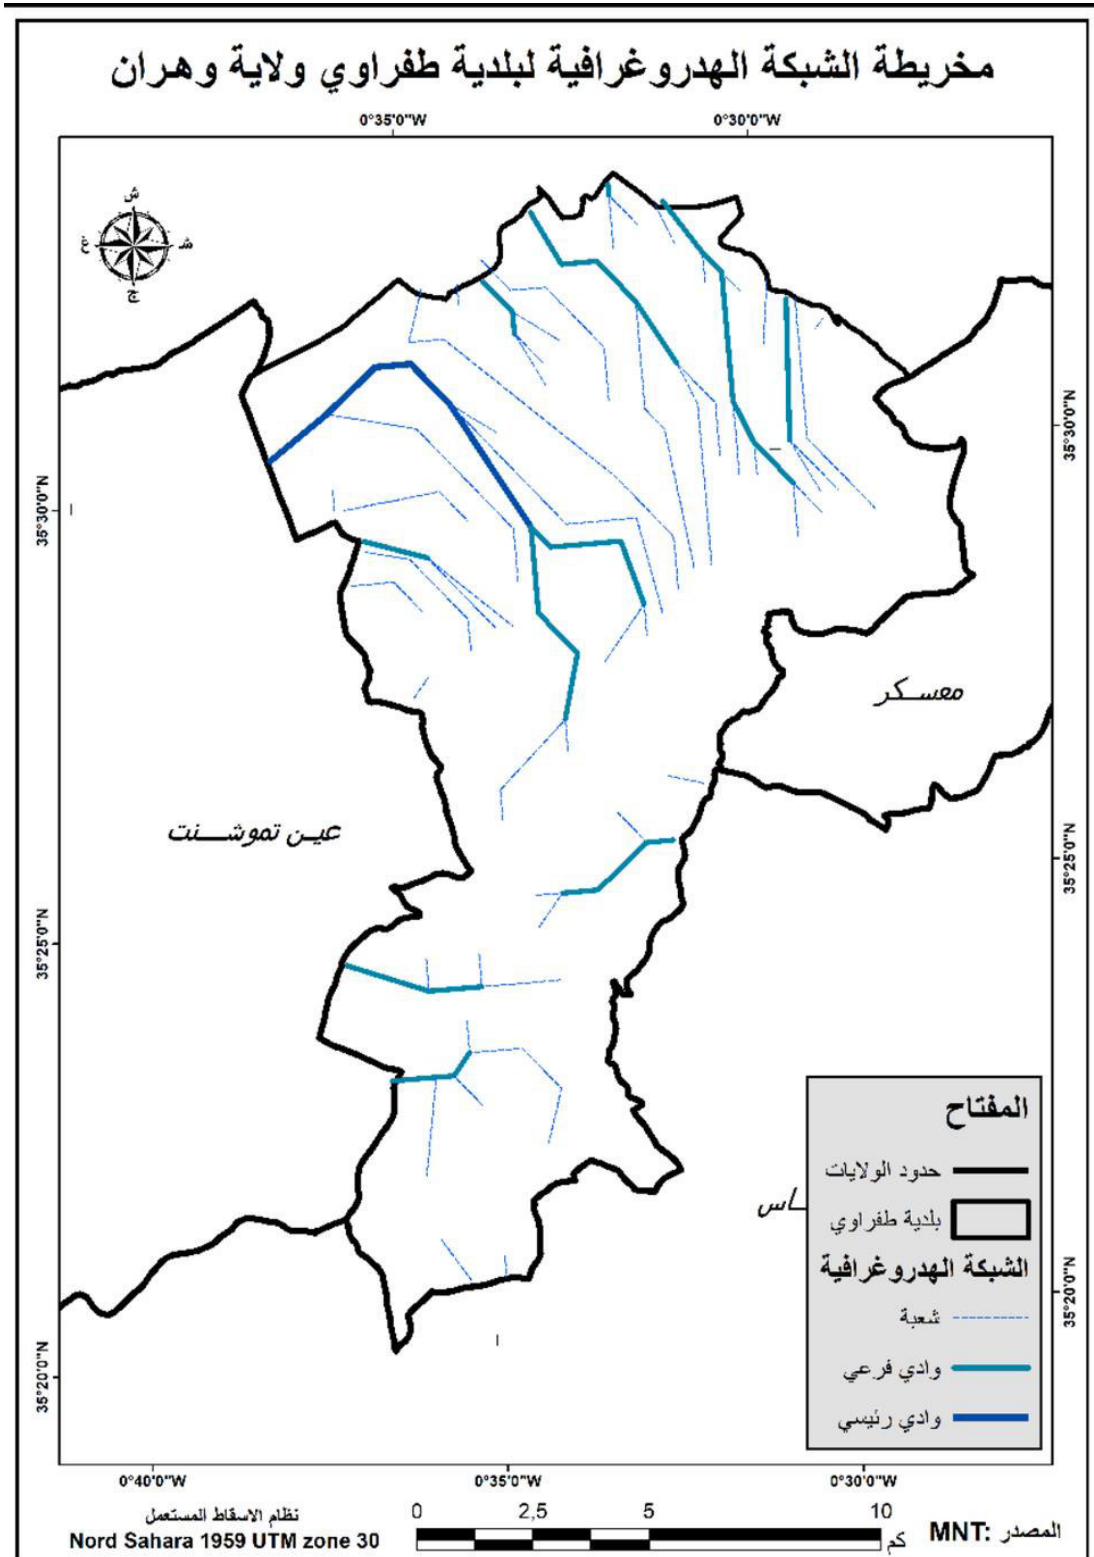 مخريطة الشبكة الهدروغرافية لبلدية طفراوي ولاية وهران
0°35'0"W 0°30'0"W
ش
غ ش
ج
35°30'0"N
35°30'0"N
معسكر
عين تموشنت
35°25'0"N
35°25'0"N
المفتاح
حدود الولايات
ـاس
بلدية طفراوي
الشبكة الهدروغرافية
35°20'0"N
شعبة
وادي فرعي
35°20'0"N
وادي رئيسي
0°40'0"W 0°35'0"W 0°30'0"W
0 2,5 5 10
كم
نظام الاسقاط المستعمل
Nord Sahara 1959 UTM zone 30
المصدر :MNT